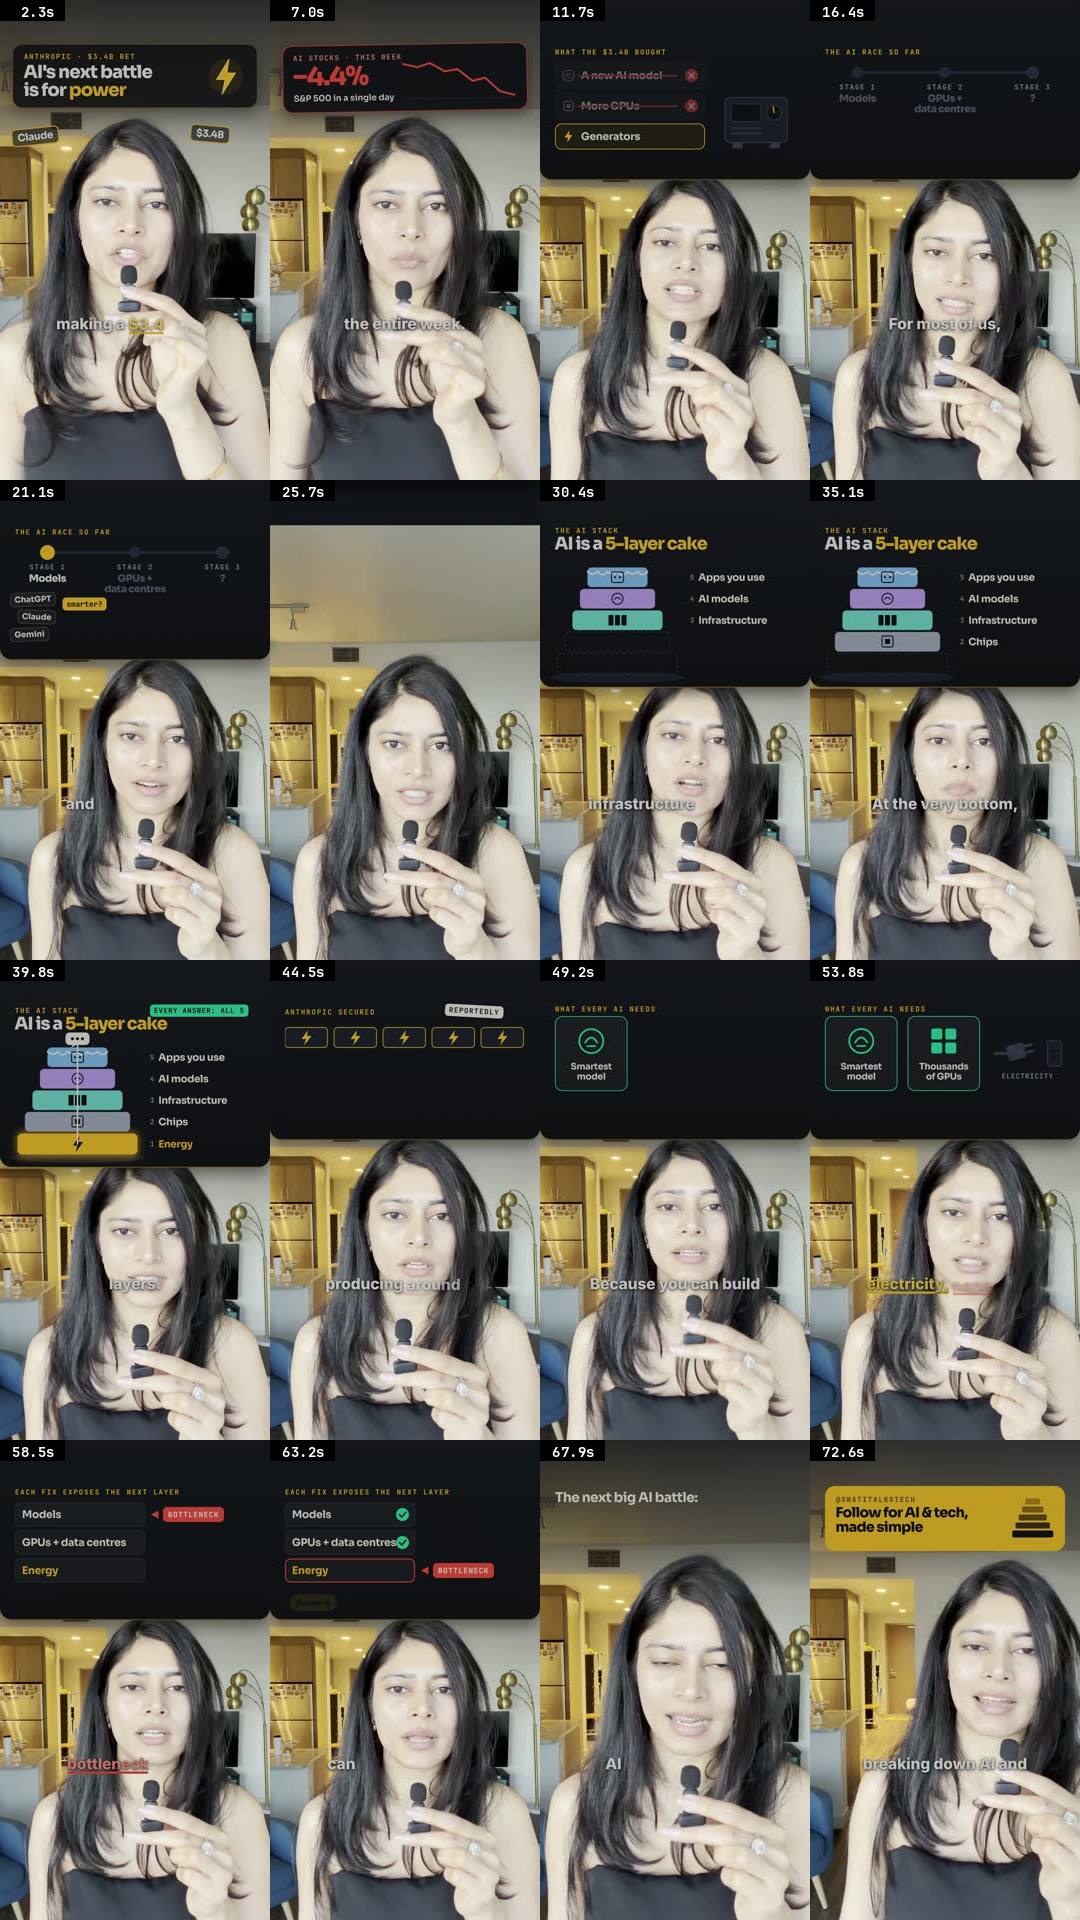 2.3s
ANTHROPIC · $3.4B BET
AI's next battle
is for power
Claude
$3.4B
making a $3.4
7.0s
AI STOCKS · THIS WEEK
–4.4%
S&P 500 in a single day
the entire week.
11.7s
WHAT THE $3.4B BOUGHT
A new AI model
More GPUs
Generators
16.4s
THE AI RACE SO FAR
STAGE 1
Models
STAGE 2
GPUs +
data centres
STAGE 3
?
For most of us,
21.1s
THE AI RACE SO FAR
STAGE 1
Models
STAGE 2
GPUs +
data centres
STAGE 3
?
ChatGPT
smarter?
Claude
Gemini
and
25.7s
30.4s
THE AI STACK
AI is a 5-layer cake
5 Apps you use
4 AI models
3 Infrastructure
infrastructure
35.1s
THE AI STACK
AI is a 5-layer cake
5 Apps you use
4 AI models
3 Infrastructure
2 Chips
At the very bottom,
39.8s
THE AI STACK
EVERY ANSWER: ALL 5
AI is a 5-layer cake
5 Apps you use
4 AI models
3 Infrastructure
2 Chips
1 Energy
layers
44.5s
ANTHROPIC SECURED
REPORTEDLY
producing around
49.2s
WHAT EVERY AI NEEDS
Smartest
model
Because you can build
53.8s
WHAT EVERY AI NEEDS
Smartest
model
Thousands
of GPUs
ELECTRICITY
electricity,
58.5s
EACH FIX EXPOSES THE NEXT LAYER
Models
BOTTLENECK
GPUs + data centres
Energy
bottleneck
63.2s
EACH FIX EXPOSES THE NEXT LAYER
Models
GPUs + data centres
Energy
BOTTLENECK
can
67.9s
The next big AI battle:
AI
72.6s
@SWATITALKSTECH
Follow for AI & tech,
made simple
breaking down AI and